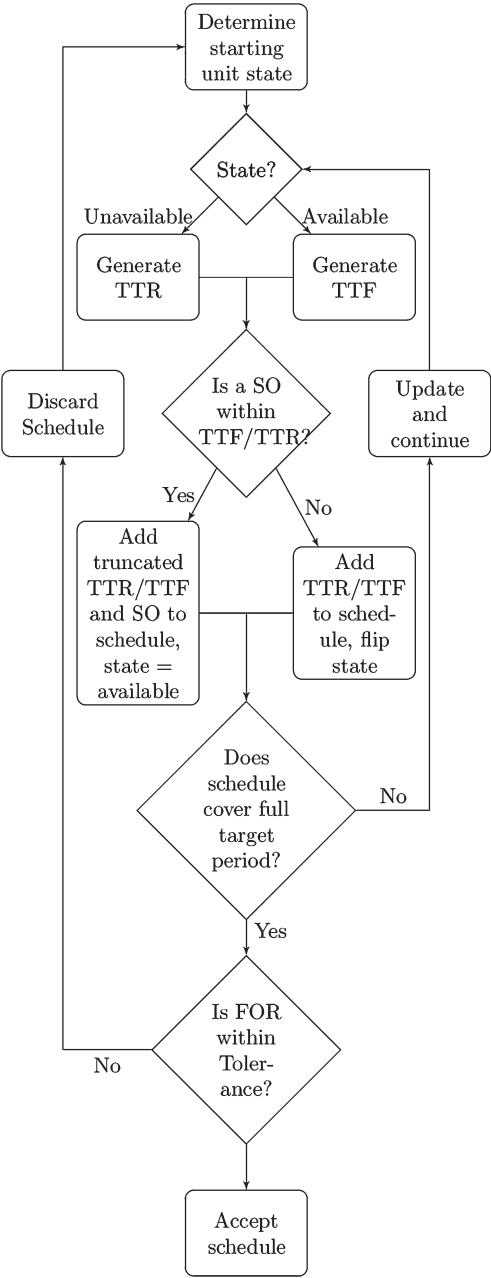 Determine
starting
unit state
State?
Unavailable
Available
Generate
TTR
Generate
TTF
Is a SO
within
TTF/TTR?
Discard
Schedule
Update
and
continue
Yes
No
Add
truncated
TTR/TTF
and SO to
schedule,
state =
available
Add
TTR/TTF
to sched-
ule, flip
state
Does
schedule
cover full
target
period?
No
Yes
Is FOR
within
Toler-
ance?
No
Accept
schedule